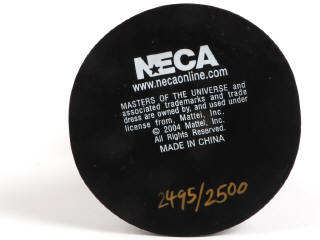 NECA
www.necaonline.com
MASTERS OF THE UNIVERSE and
associated trademarks and trade
dress are owned by, and used under
license from, Mattel, Inc.
© 2004 Mattel, Inc.
All Rights Reserved.
MADE IN CHINA
2495/2500